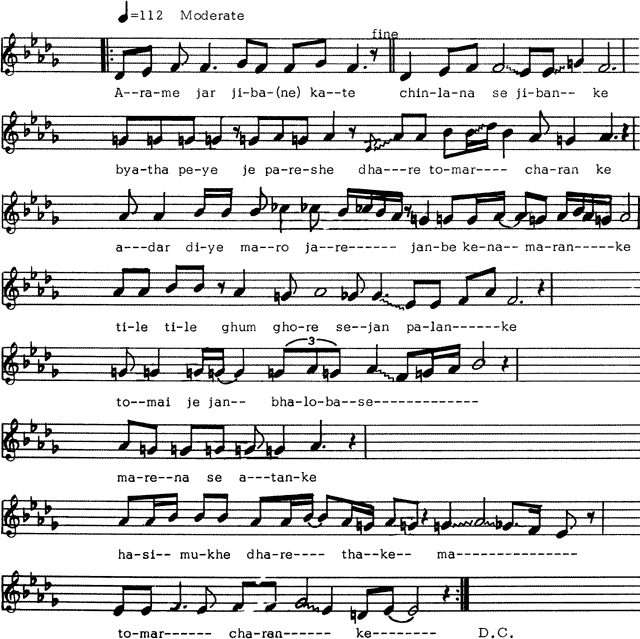 ♩=112 Moderate
fine
A--ra-me jar ji-ba-(ne) ka--te chin-la-na se ji-ban-- ke
bya-tha pe-ye je pa-re-she dha---re to-mar---- cha-ran ke
a---dar di-ye ma--ro ja--re------ jan-be ke-na-- ma-ran-----ke
ti-le ti-le ghum gho-re se--jan pa-lan------ke
3
to--mai je jan-- bha-lo-ba--se-------------
ma-re--na se a---tan-ke
ha-si-- mu-khe dha-re---- tha-ke-- ma---------------
to-mar------ cha-ran------ ke-------- D.C.